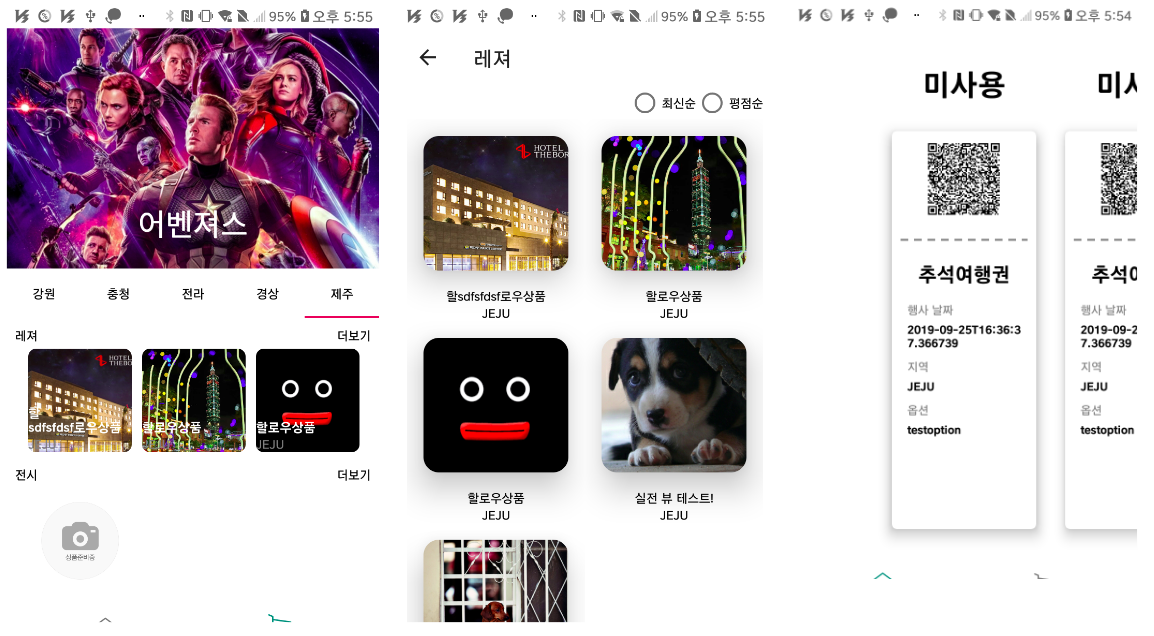 95% 오후 5:55
어벤져스
강원 충청 전라 경상 제주
레져 더보기
HOTEL
할
sdfsfdsf로우상품
할로우상품
할로우상품
JEJU
전시 더보기
상품준비중
95% 오후 5:55
레져
최신순 평점순
HOTEL
THEBOR
할sdfsfdsf로우상품
JEJU
할로우상품
JEJU
할로우상품
JEJU
실전 뷰 테스트!
JEJU
95% 오후 5:54
미사용
추석여행권
행사 날짜
2019-09-25T16:36:3
7.366739
지역
JEJU
옵션
testoption
미사
추석여
행사 날짜
2019-09-2
7.366739
지역
JEJU
옵션
testoption